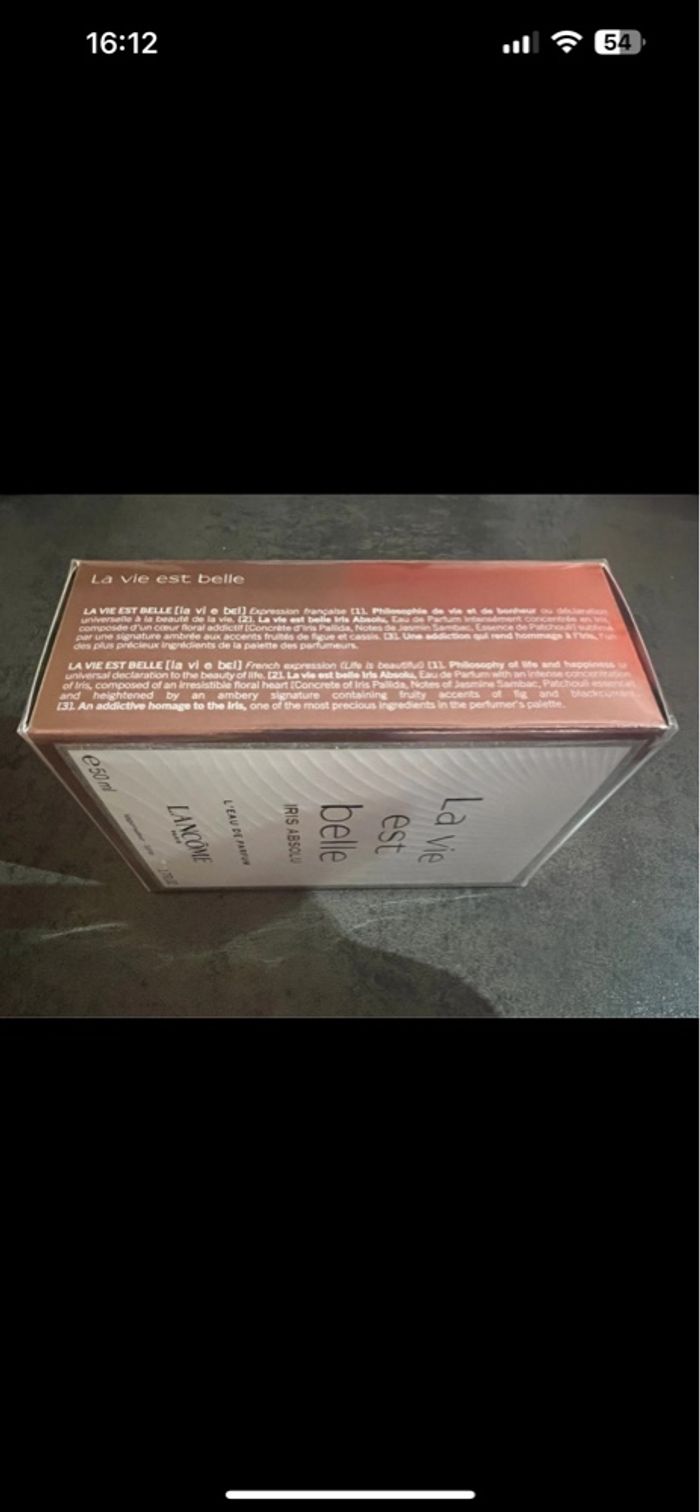 16:12
54
La vie est belle
LA VIE EST BELLE [la vi e bɛl] Expression française [1]. Philosophie de vie et de bonheur ou déclaration
universelle à la beauté de la vie. [2]. La vie est belle Iris Absolu, Eau de Parfum intensément concentrée en Iris,
composée d'un cœur floral addictif [Concrète d'Iris Pallida, Notes de Jasmin Sambac, Essence de Patchouli] sublimé
par une signature ambrée aux accents fruités de figue et cassis. [3]. Une addiction qui rend hommage à l'Iris, l'un
des plus précieux ingrédients de la palette des parfumeurs.
LA VIE EST BELLE [la vi e bɛl] French expression (Life is beautiful) [1]. Philosophy of life and happiness or
universal declaration to the beauty of life. [2]. La vie est belle Iris Absolu, Eau de Parfum with an intense concentration
of Iris, composed of an irresistible floral heart [Concrete of Iris Pallida, Notes of Jasmine Sambac, Patchouli essential
and heightened by an ambery signature containing fruity accents of fig and blackcurrant.
[3]. An addictive homage to the Iris, one of the most precious ingredients in the perfumer's palette.
La vie
est
belle
IRIS ABSOLU
L'EAU DE PARFUM
LANCÔME
PARIS
e 50 ml